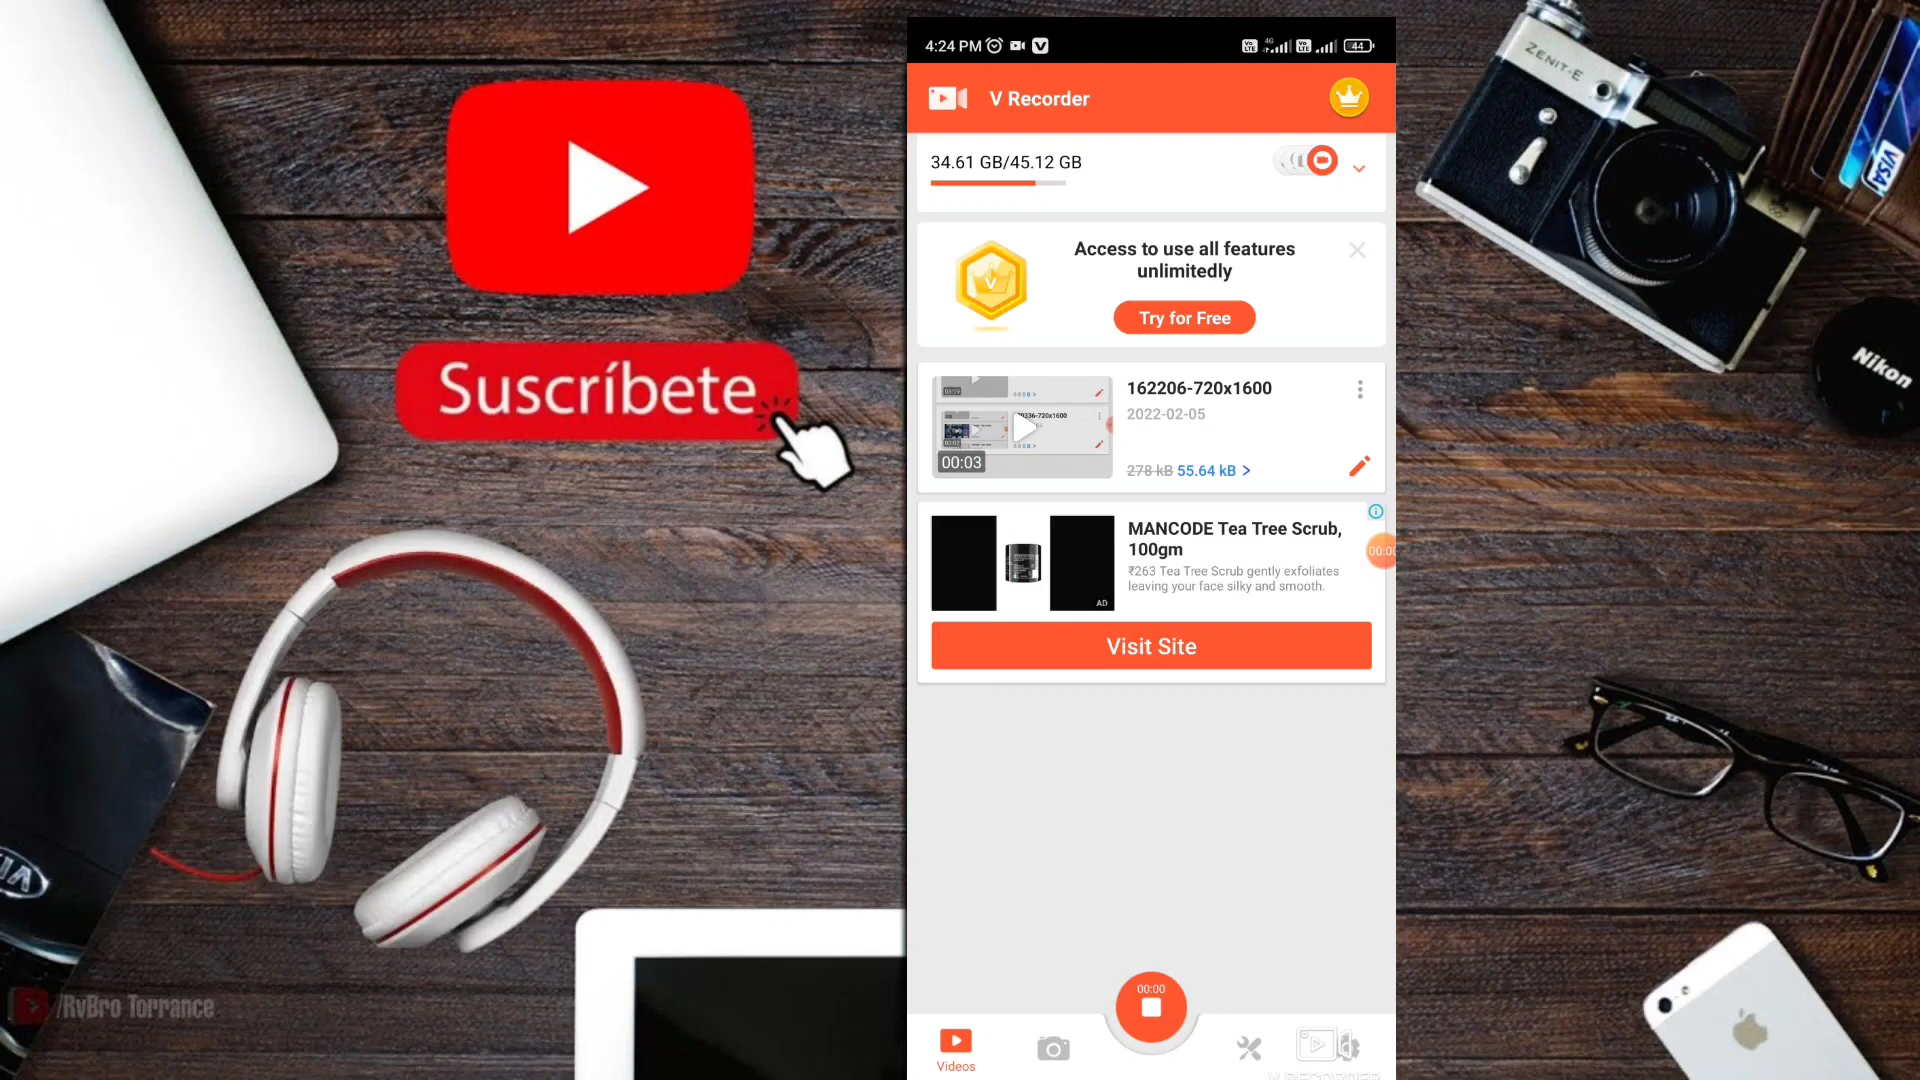 4:24 PM
44
V Recorder
34.61 GB/45.12 GB
Access to use all features
unlimitedly
Try for Free
162206-720x1600
2022-02-05
00:03
278 kB 55.64 kB >
MANCODE Tea Tree Scrub,
100gm
₹263 Tea Tree Scrub gently exfoliates
leaving your face silky and smooth.
AD
Visit Site
00:00
Videos
V RECORDER
Suscríbete
/RvBro Torrance
ZENIT-E
VISA
Nikon